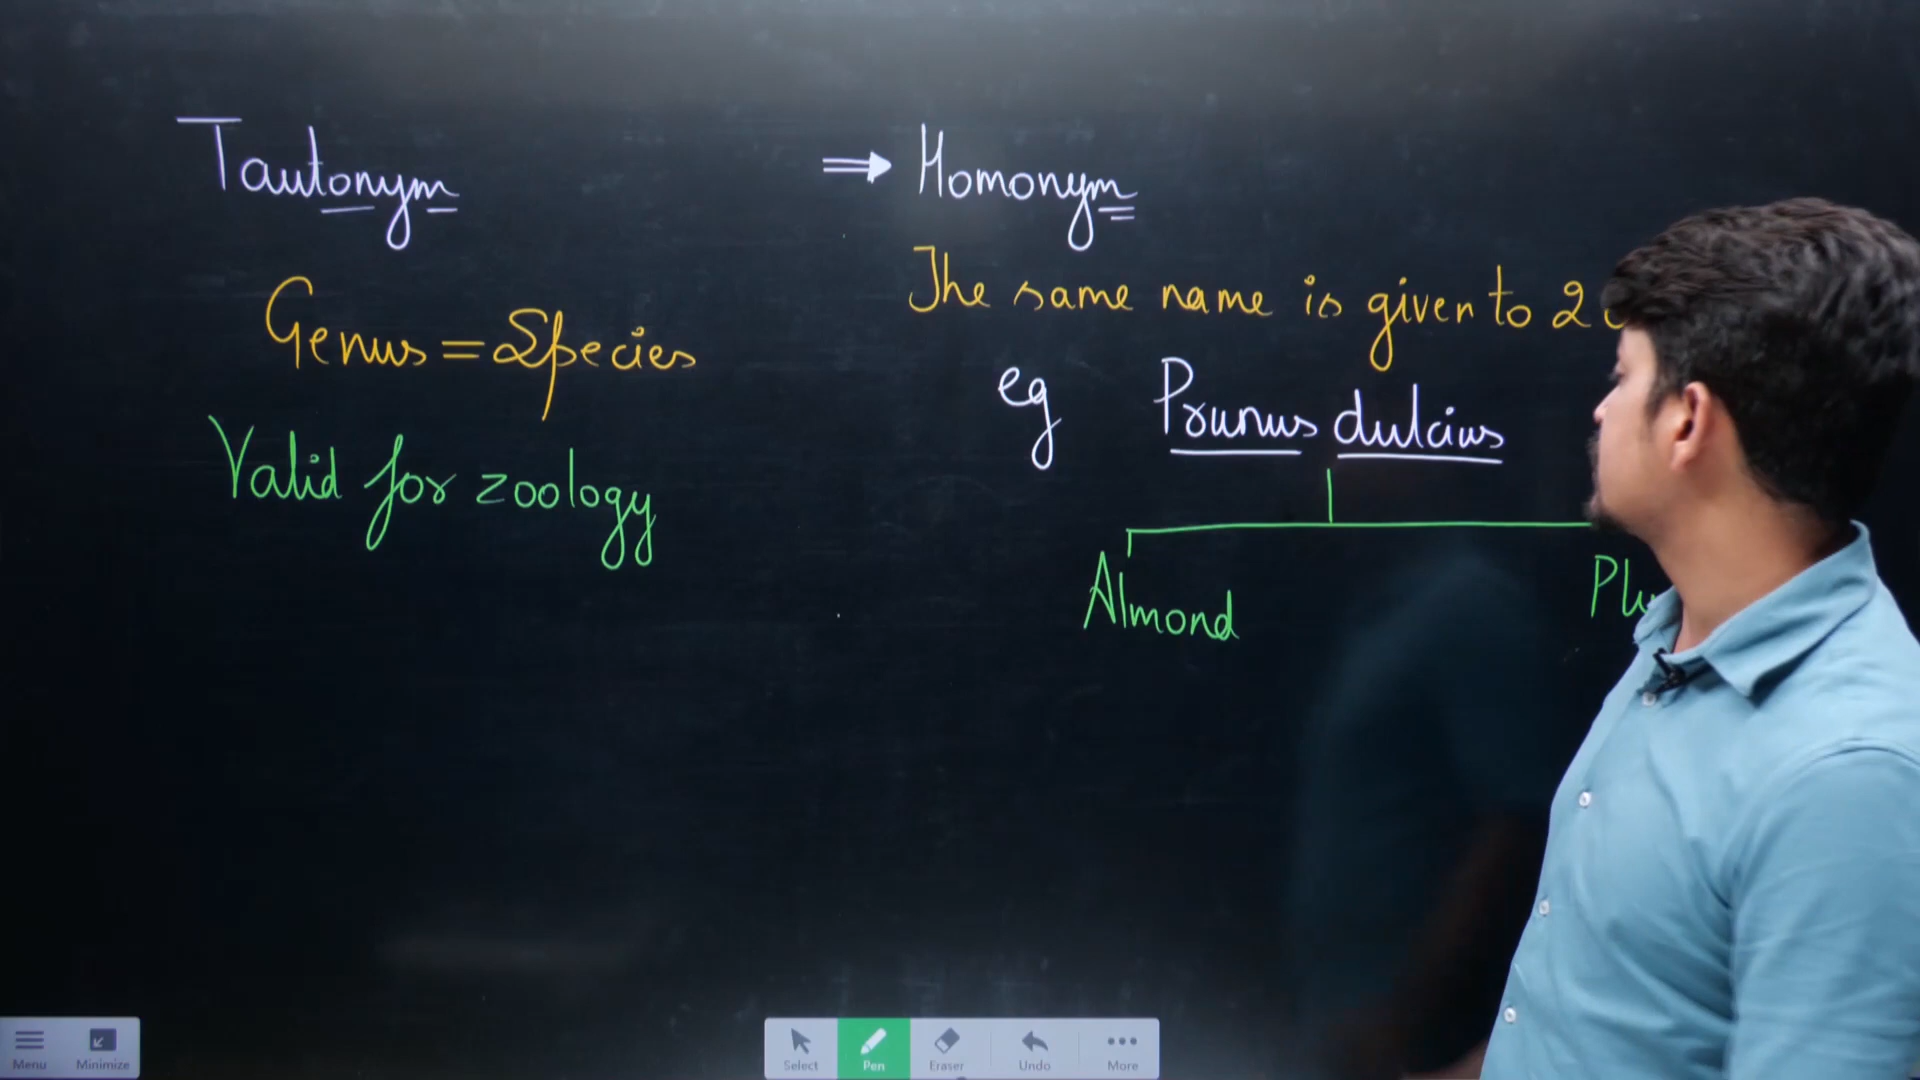 Tautonym
Genus = Species
Valid for zoology
⇒ Homonym
The same name is given to 2
eg Prunus dulcius
Almond
Menu Minimize
Select Pen Eraser Undo More